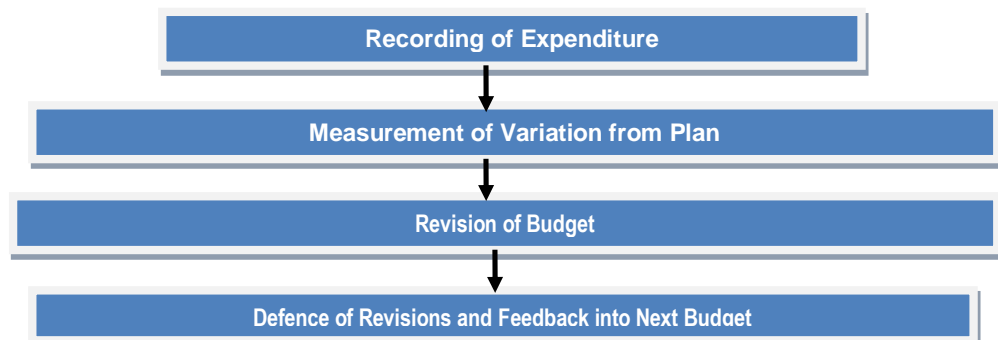 Recording of Expenditure
Measurement of Variation from Plan
Revision of Budget
Defence of Revisions and Feedback into Next Budget